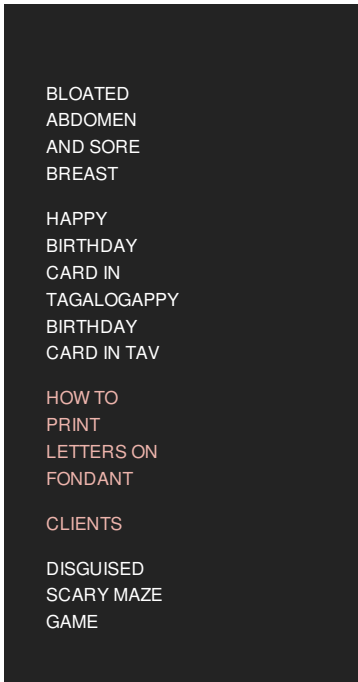 BLOATED
ABDOMEN
AND SORE
BREAST
HAPPY
BIRTHDAY
CARD IN
TAGALOGAPPY
BIRTHDAY
CARD IN TAV
HOW TO
PRINT
LETTERS ON
FONDANT
CLIENTS
DISGUISED
SCARY MAZE
GAME